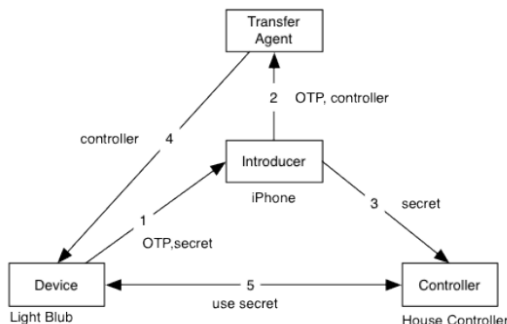 Transfer
Agent
2 OTP, controller
controller 4
Introducer
iPhone
1
OTP,secret
3 secret
Device
5
use secret
Controller
Light Blub
House Controller